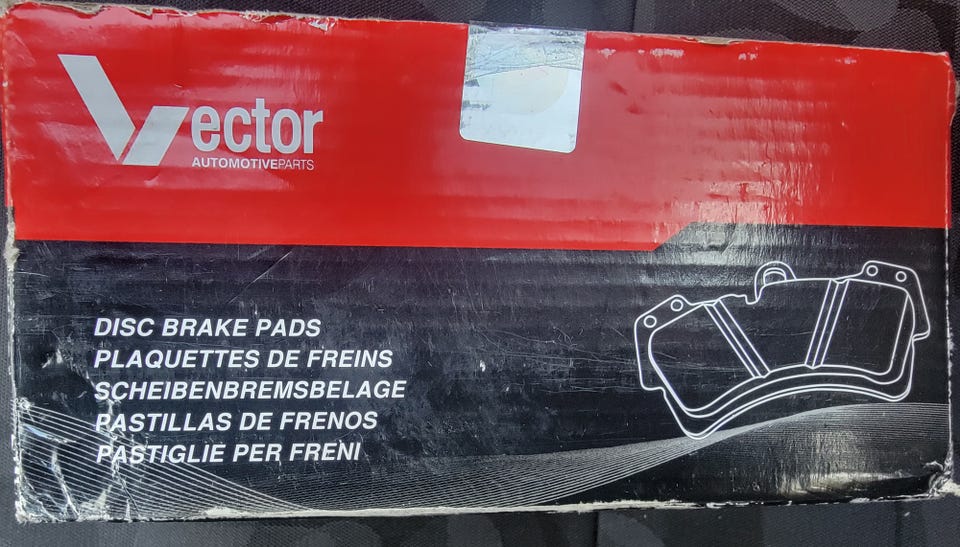 Vector
AUTOMOTIVEPARTS
DISC BRAKE PADS
PLAQUETTES DE FREINS
SCHEIBENBREMSBELAGE
PASTILLAS DE FRENOS
PASTIGLIE PER FRENI